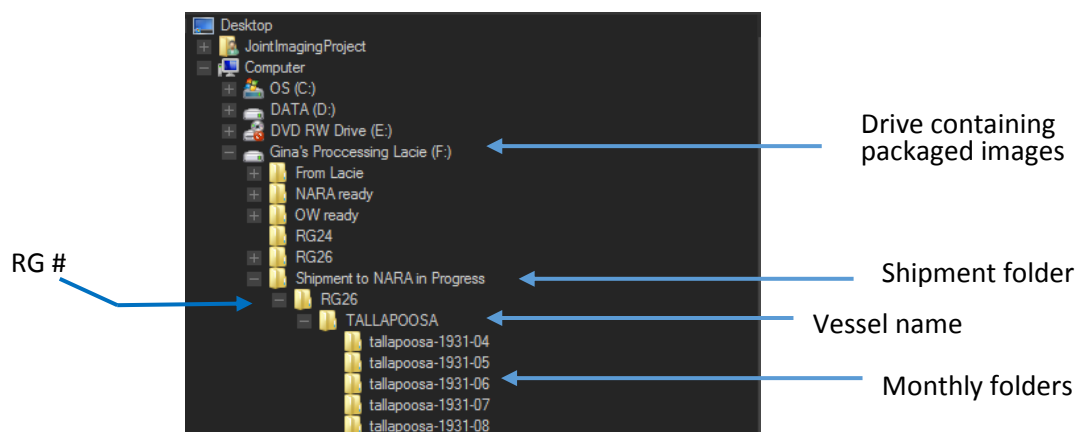 Desktop
JointImagingProject
Computer
OS (C:)
DATA (D:)
DVD RW Drive (E:)
Gina's Proccessing Lacie (F:)
From Lacie
NARA ready
OW ready
RG24
RG26
Shipment to NARA in Progress
RG26
TALLAPOOSA
tallapoosa-1931-04
tallapoosa-1931-05
tallapoosa-1931-06
tallapoosa-1931-07
tallapoosa-1931-08
RG #
Drive containing
packaged images
Shipment folder
Vessel name
Monthly folders